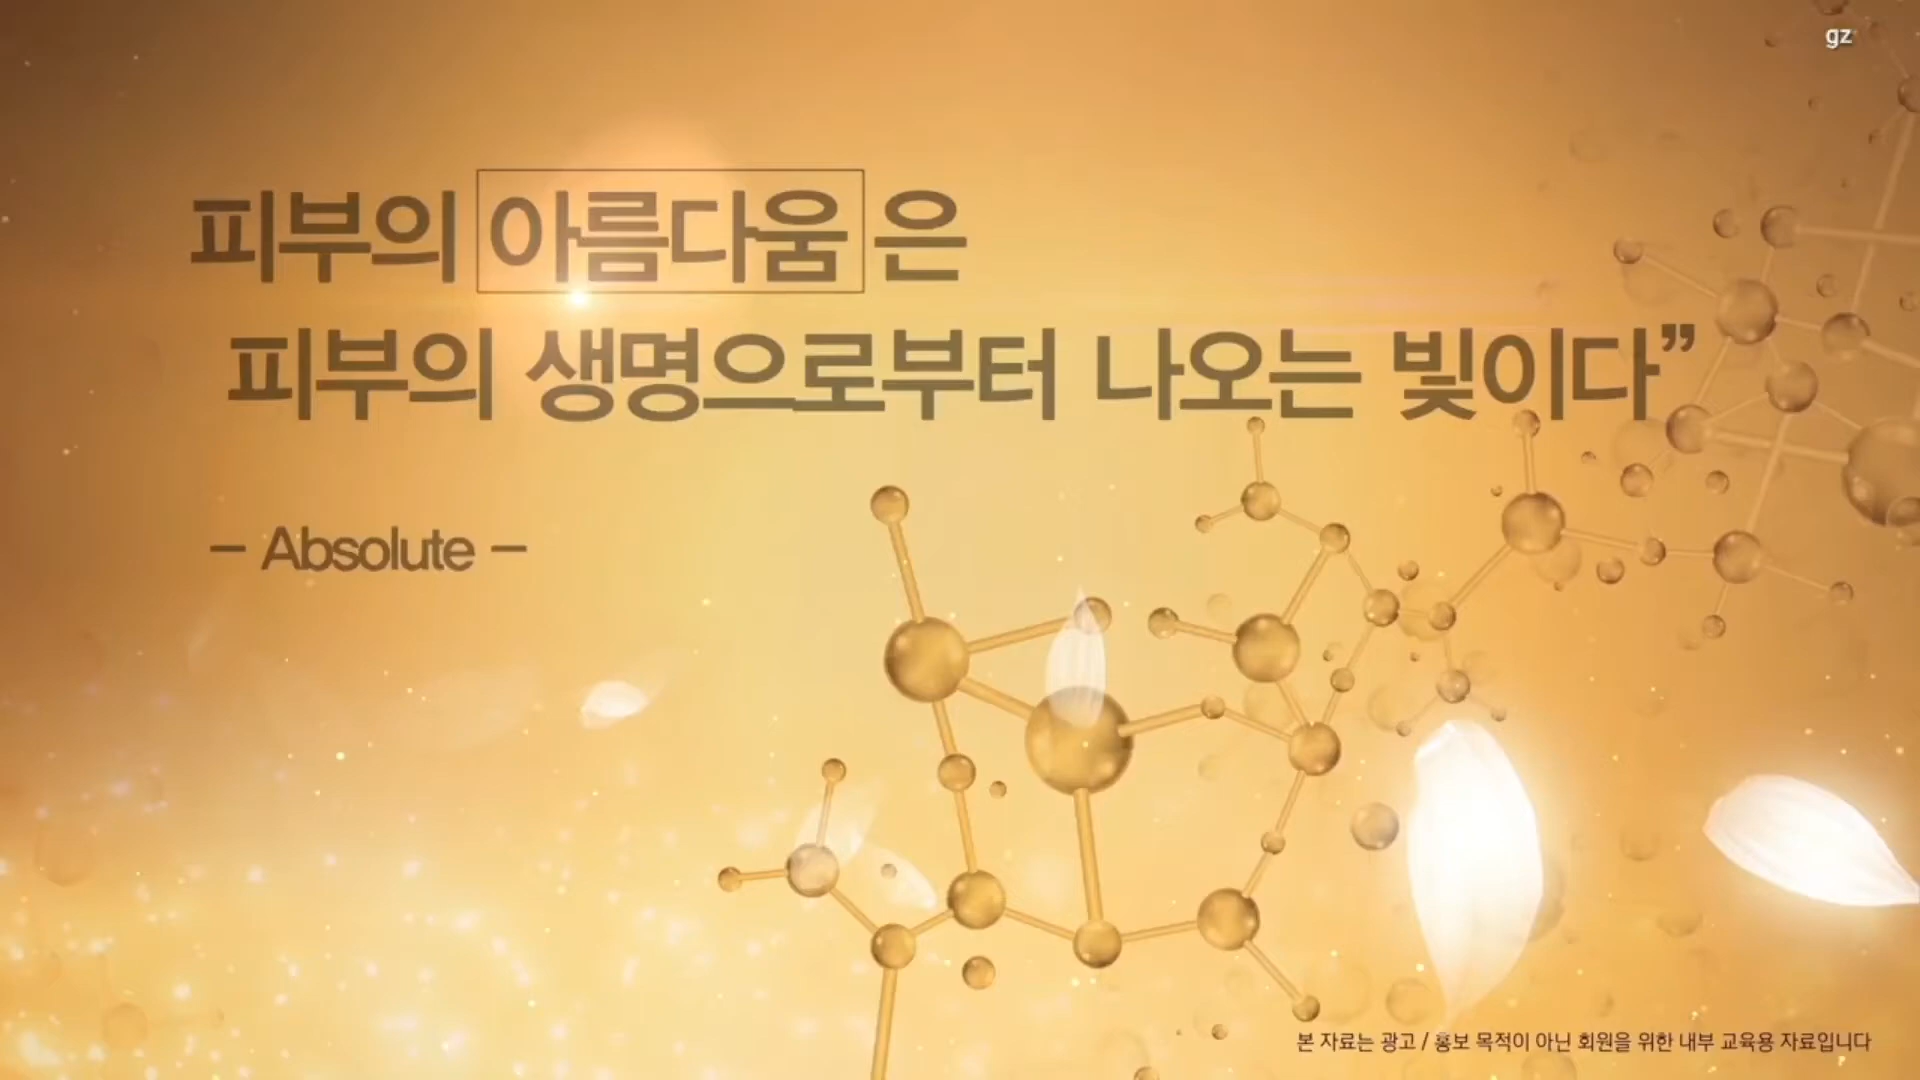 gz
피부의 아름다움 은
피부의 생명으로부터 나오는 빛이다”
– Absolute –
본 자료는 광고 / 홍보 목적이 아닌 회원을 위한 내부 교육용 자료입니다